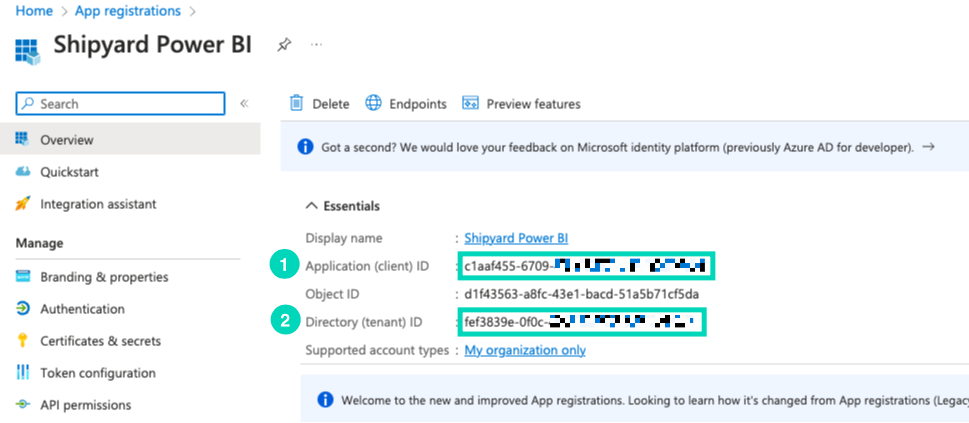 Home > App registrations >
Shipyard Power BI ...
Search «
Delete Endpoints Preview features
Overview
Got a second? We would love your feedback on Microsoft identity platform (previously Azure AD for developer). →
Quickstart
Integration assistant
Essentials
Manage
Display name : Shipyard Power BI
1 Application (client) ID : c1aaf455-6709-
Branding & properties
Object ID : d1f43563-a8fc-43e1-bacd-51a5b71cf5da
Authentication
2 Directory (tenant) ID : fef3839e-0f0c-
Certificates & secrets
Supported account types : My organization only
Token configuration
Welcome to the new and improved App registrations. Looking to learn how it's changed from App registrations (Legacy
API permissions